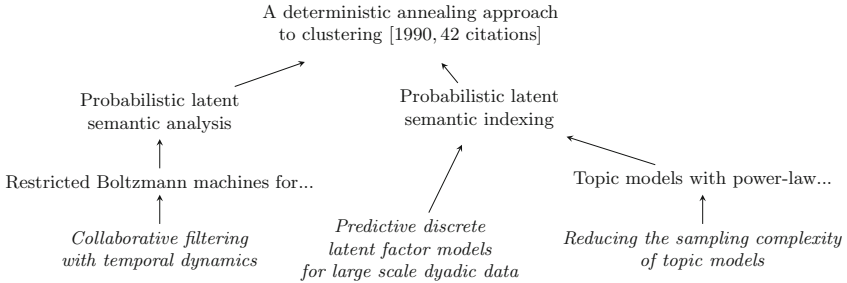 A deterministic annealing approach
to clustering [1990, 42 citations]
Probabilistic latent
semantic analysis
Probabilistic latent
semantic indexing
Restricted Boltzmann machines for...
Topic models with power-law...
Collaborative filtering
with temporal dynamics
Predictive discrete
latent factor models
for large scale dyadic data
Reducing the sampling complexity
of topic models